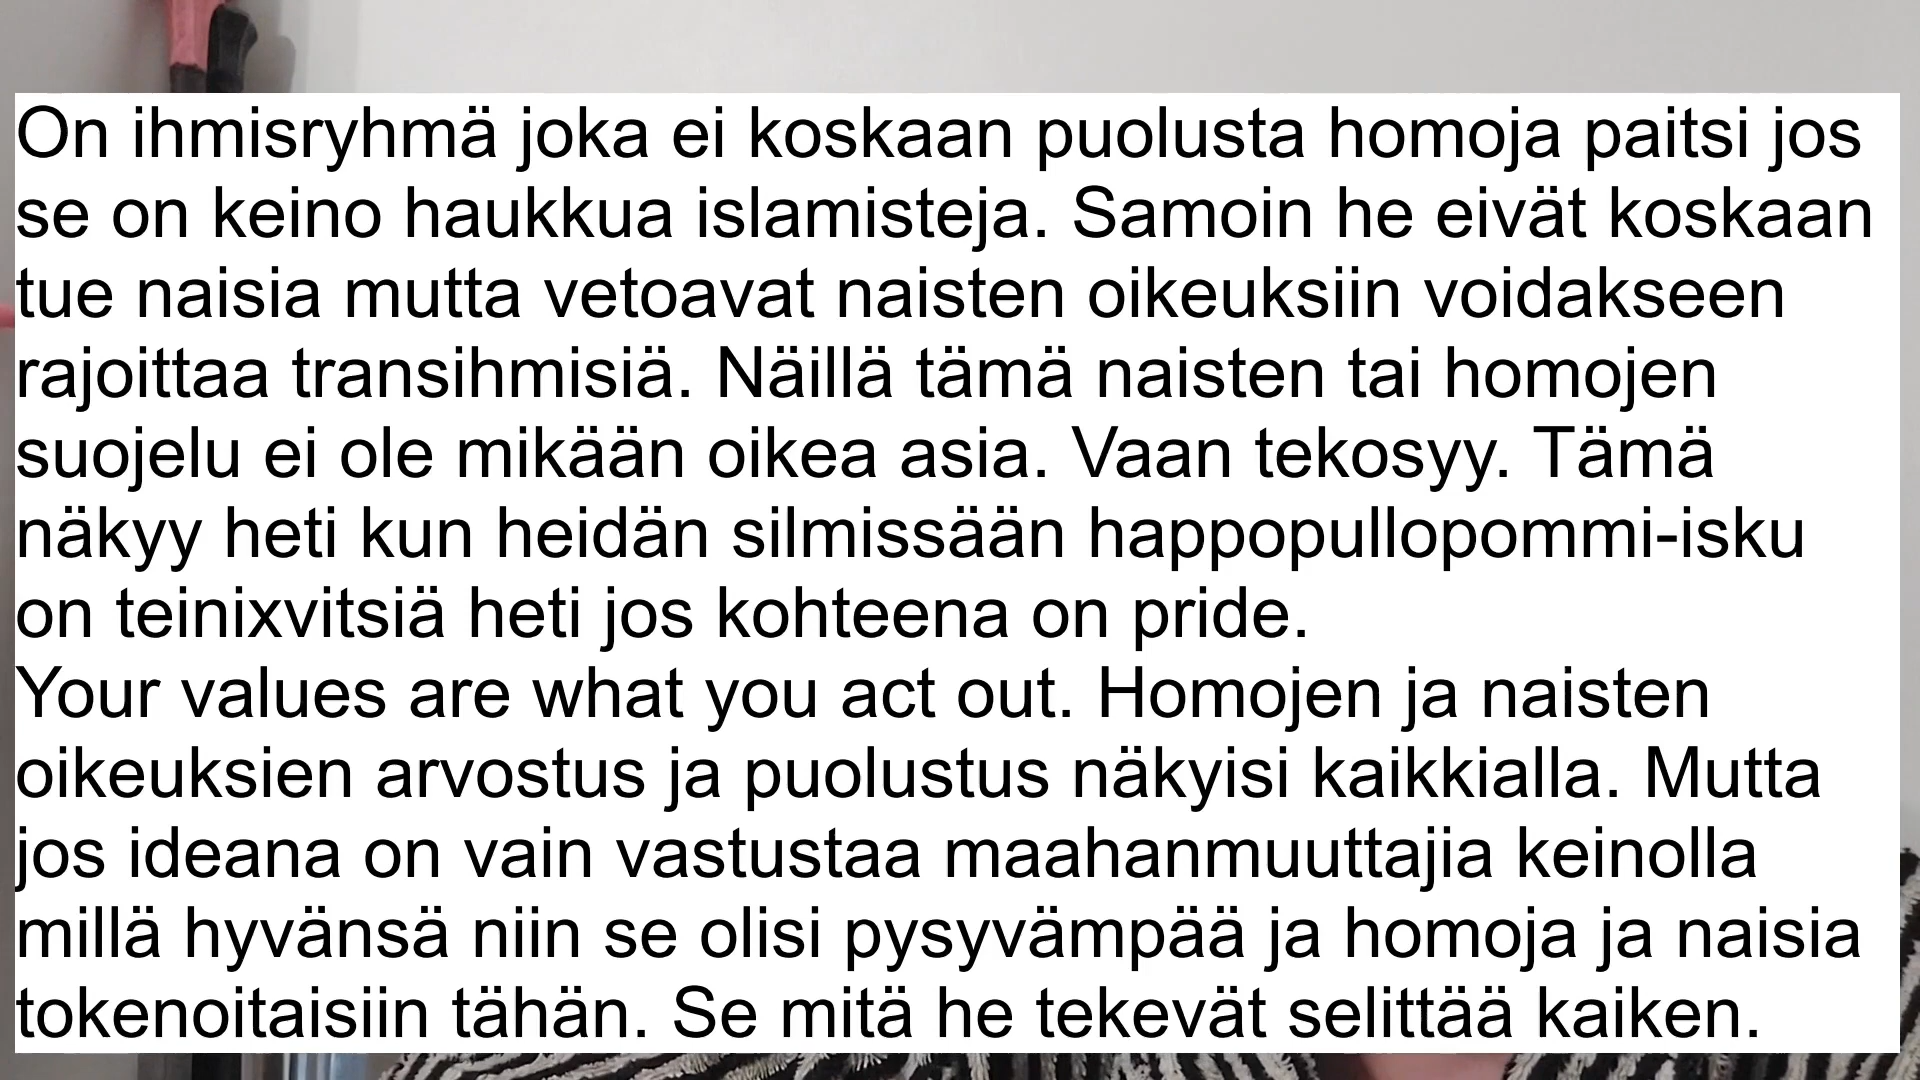 On ihmisryhmä joka ei koskaan puolusta homoja paitsi jos
se on keino haukkua islamisteja. Samoin he eivät koskaan
tue naisia mutta vetoavat naisten oikeuksiin voidakseen
rajoittaa transihmisiä. Näillä tämä naisten tai homojen
suojelu ei ole mikään oikea asia. Vaan tekosyy. Tämä
näkyy heti kun heidän silmissään happopullopommi-isku
on teinixvitsiä heti jos kohteena on pride.
Your values are what you act out. Homojen ja naisten
oikeuksien arvostus ja puolustus näkyisi kaikkialla. Mutta
jos ideana on vain vastustaa maahanmuuttajia keinolla
millä hyvänsä niin se olisi pysyvämpää ja homoja ja naisia
tokenoitaisiin tähän. Se mitä he tekevät selittää kaiken.